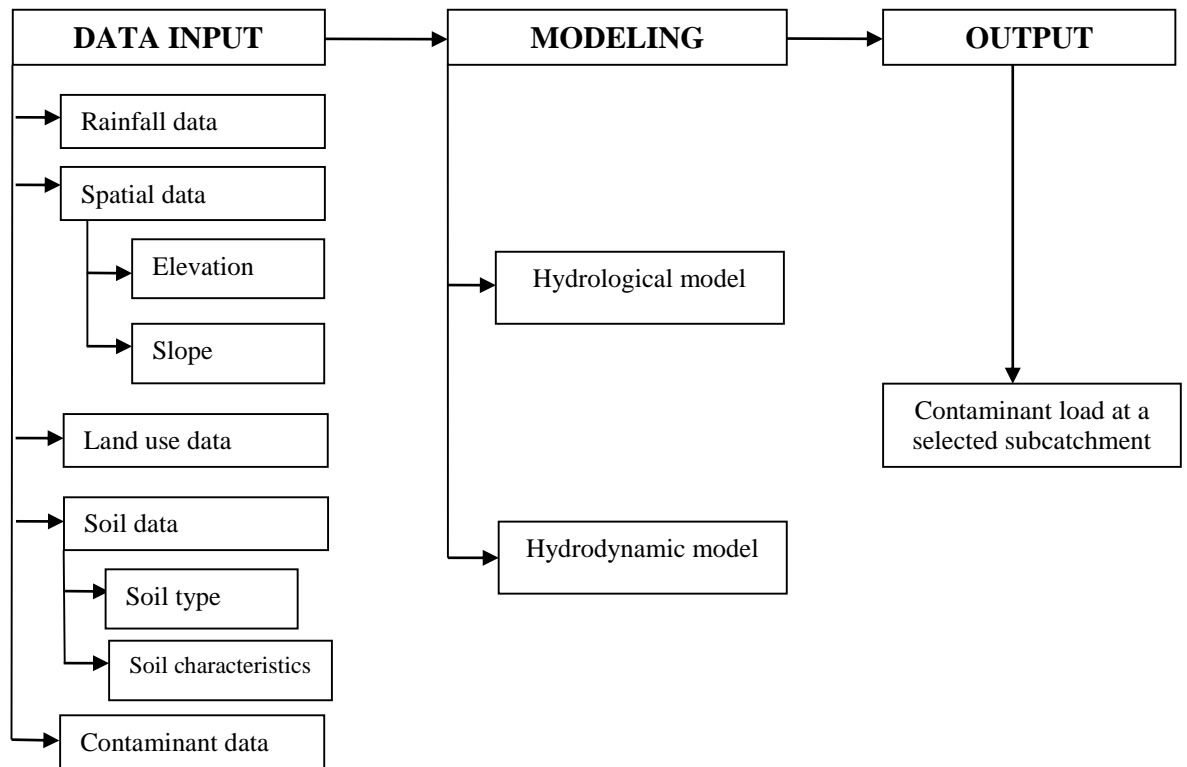 DATA INPUT
MODELING
OUTPUT
Rainfall data
Spatial data
Elevation
Slope
Land use data
Soil data
Soil type
Soil characteristics
Contaminant data
Hydrological model
Hydrodynamic model
Contaminant load at a
selected subcatchment